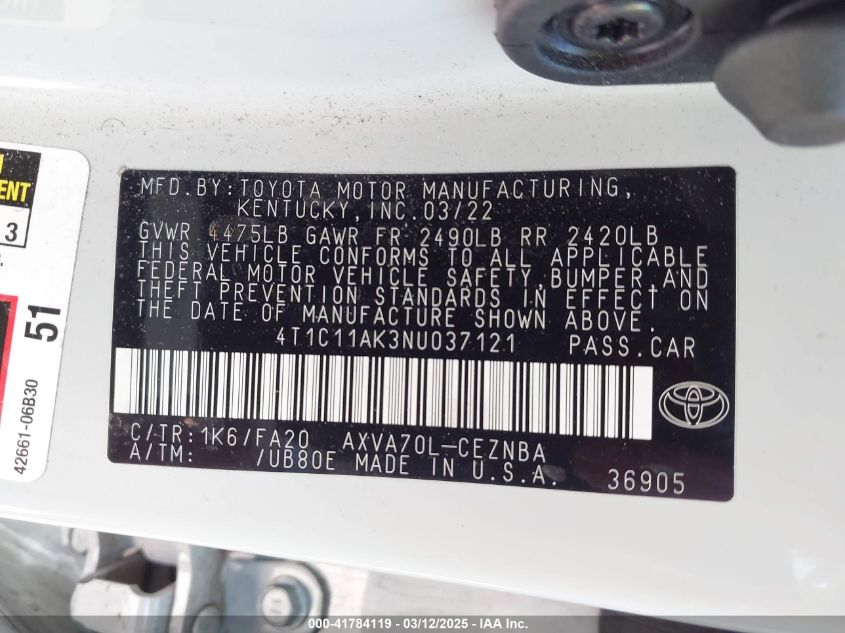 MFD.BY:TOYOTA MOTOR MANUFACTURING,
KENTUCKY,INC.03/22
GVWR 4475LB GAWR FR 2490LB RR 2420LB
THIS VEHICLE CONFORMS TO ALL APPLICABLE
FEDERAL MOTOR VEHICLE SAFETY,BUMPER,AND
THEFT PREVENTION STANDARDS IN EFFECT ON
THE DATE OF MANUFACTURE SHOWN ABOVE.
4T1C11AK3NU037121 PASS.CAR
C/TR:1K6/FA20 AXVA70L-CEZNBA
A/TM: /UB80E MADE IN U.S.A.
36905
3
51
42661-06B30
000-41784119 - 03/12/2025 - IAA Inc.